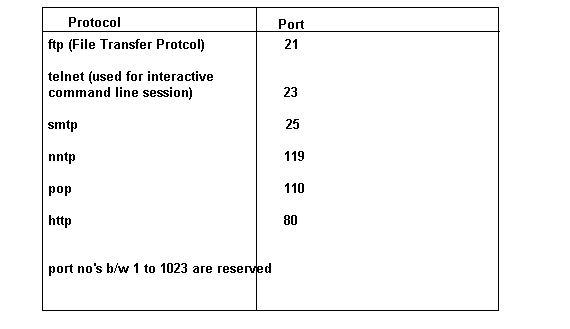 Protocol Port
ftp (File Transfer Protcol) 21
telnet (used for interactive
command line session) 23
smtp 25
nntp 119
pop 110
http 80
port no's b/w 1 to 1023 are reserved